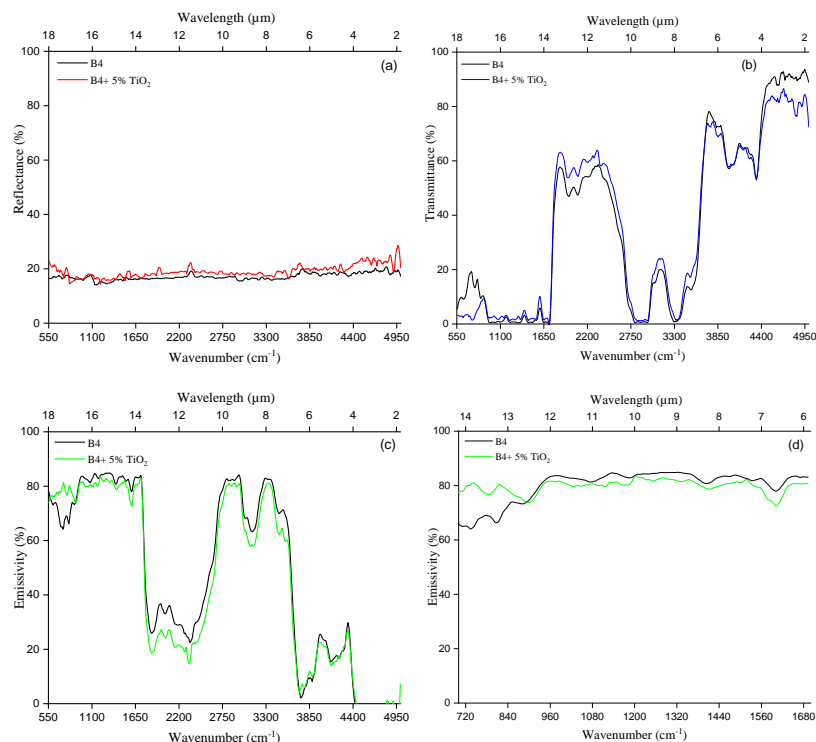 Wavelength (µm)
18 16 14 12 10 8 6 4 2
100
80
60
40
20
0
Reflectance (%)
B4
B4+ 5% TiO₂
(a)
550 1100 1650 2200 2750 3300 3850 4400 4950
Wavenumber (cm⁻¹)
Wavelength (µm)
18 16 14 12 10 8 6 4 2
100
80
60
40
20
0
Transmittance (%)
B4
B4+ 5% TiO₂
(b)
550 1100 1650 2200 2750 3300 3850 4400 4950
Wavenumber (cm⁻¹)
Wavelength (µm)
18 16 14 12 10 8 6 4 2
100
80
60
40
20
0
Emissivity (%)
B4
B4+ 5% TiO₂
(c)
550 1100 1650 2200 2750 3300 3850 4400 4950
Wavenumber (cm⁻¹)
Wavelength (µm)
14 13 12 11 10 9 8 7 6
100
80
60
40
20
0
Emissivity (%)
B4
B4+ 5% TiO₂
(d)
720 840 960 1080 1200 1320 1440 1560 1680
Wavenumber (cm⁻¹)